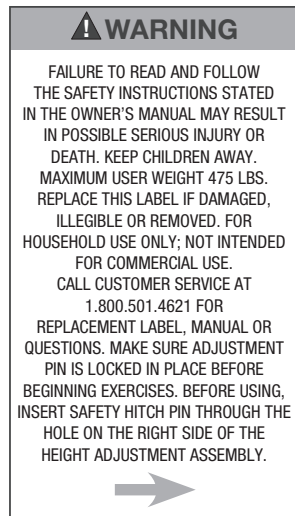 WARNING
FAILURE TO READ AND FOLLOW
THE SAFETY INSTRUCTIONS STATED
IN THE OWNER'S MANUAL MAY RESULT
IN POSSIBLE SERIOUS INJURY OR
DEATH. KEEP CHILDREN AWAY.
MAXIMUM USER WEIGHT 475 LBS.
REPLACE THIS LABEL IF DAMAGED,
ILLEGIBLE OR REMOVED. FOR
HOUSEHOLD USE ONLY; NOT INTENDED
FOR COMMERCIAL USE.
CALL CUSTOMER SERVICE AT
1.800.501.4621 FOR
REPLACEMENT LABEL, MANUAL OR
QUESTIONS. MAKE SURE ADJUSTMENT
PIN IS LOCKED IN PLACE BEFORE
BEGINNING EXERCISES. BEFORE USING,
INSERT SAFETY HITCH PIN THROUGH THE
HOLE ON THE RIGHT SIDE OF THE
HEIGHT ADJUSTMENT ASSEMBLY.